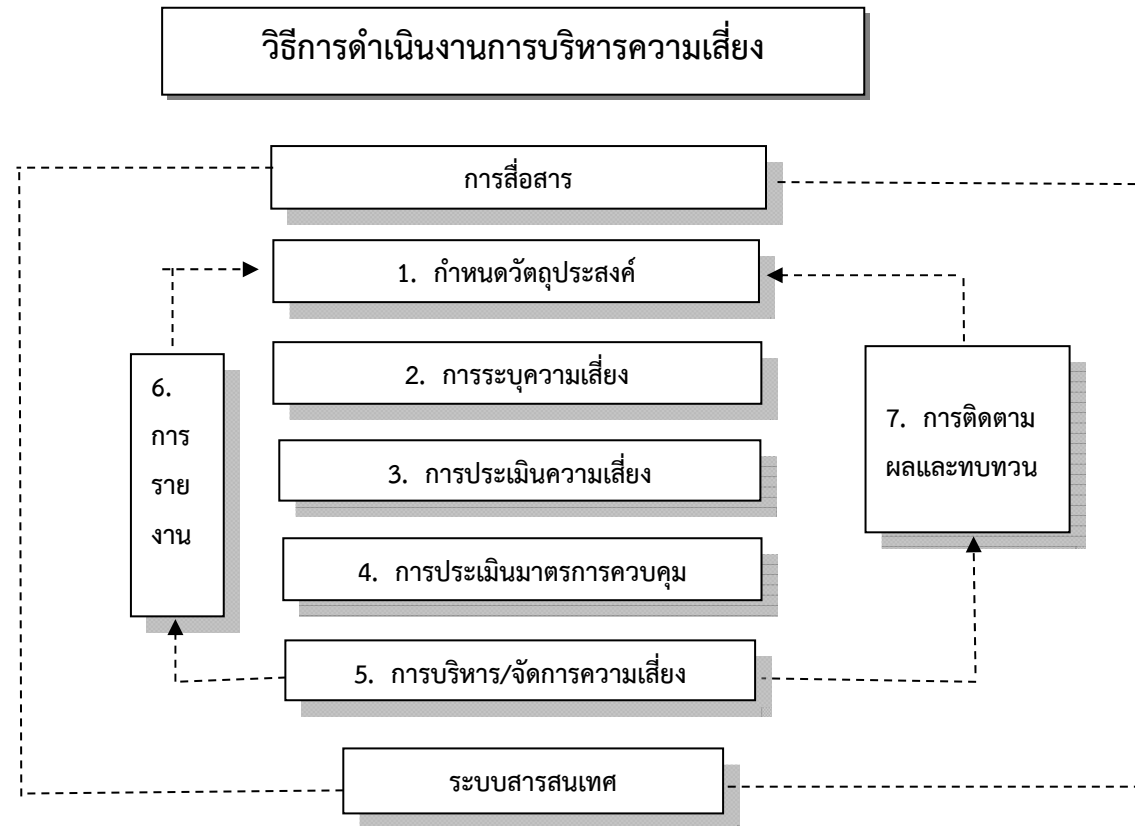 วิธีการดำเนินงานการบริหารความเสี่ยง
การสื่อสาร
1. กำหนดวัตถุประสงค์
2. การระบุความเสี่ยง
3. การประเมินความเสี่ยง
4. การประเมินมาตรการควบคุม
5. การบริหาร/จัดการความเสี่ยง
6.
การ
ราย
งาน
7. การติดตาม
ผลและทบทวน
ระบบสารสนเทศ